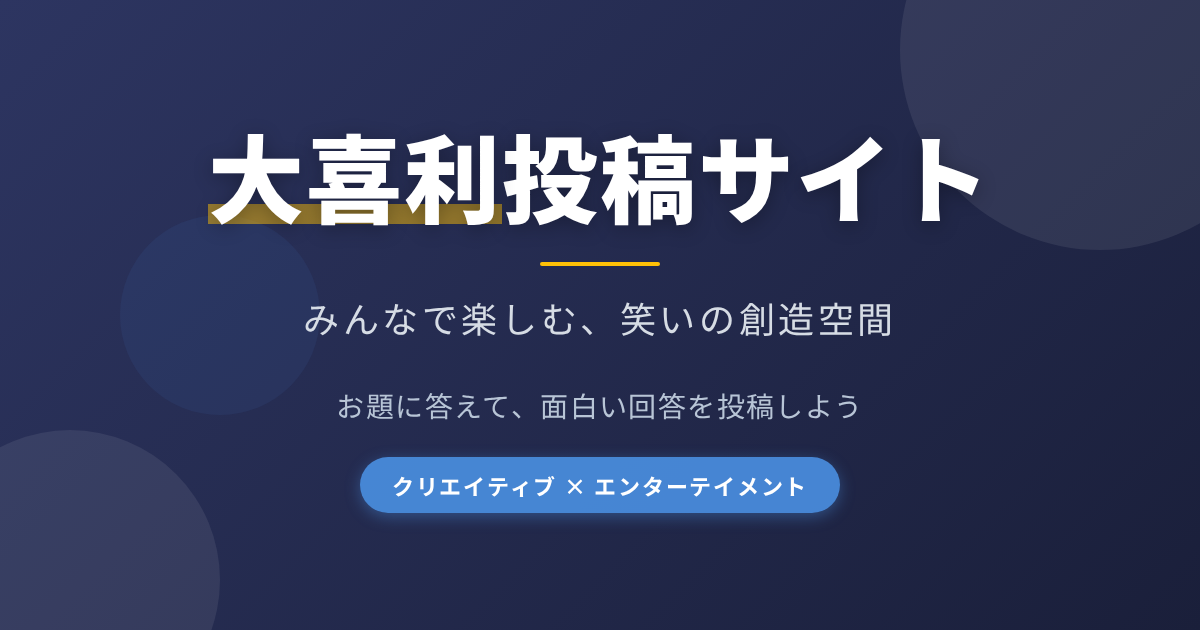 大喜利投稿サイト
みんなで楽しむ、笑いの創造空間
お題に答えて、面白い回答を投稿しよう
クリエイティブ × エンターテイメント